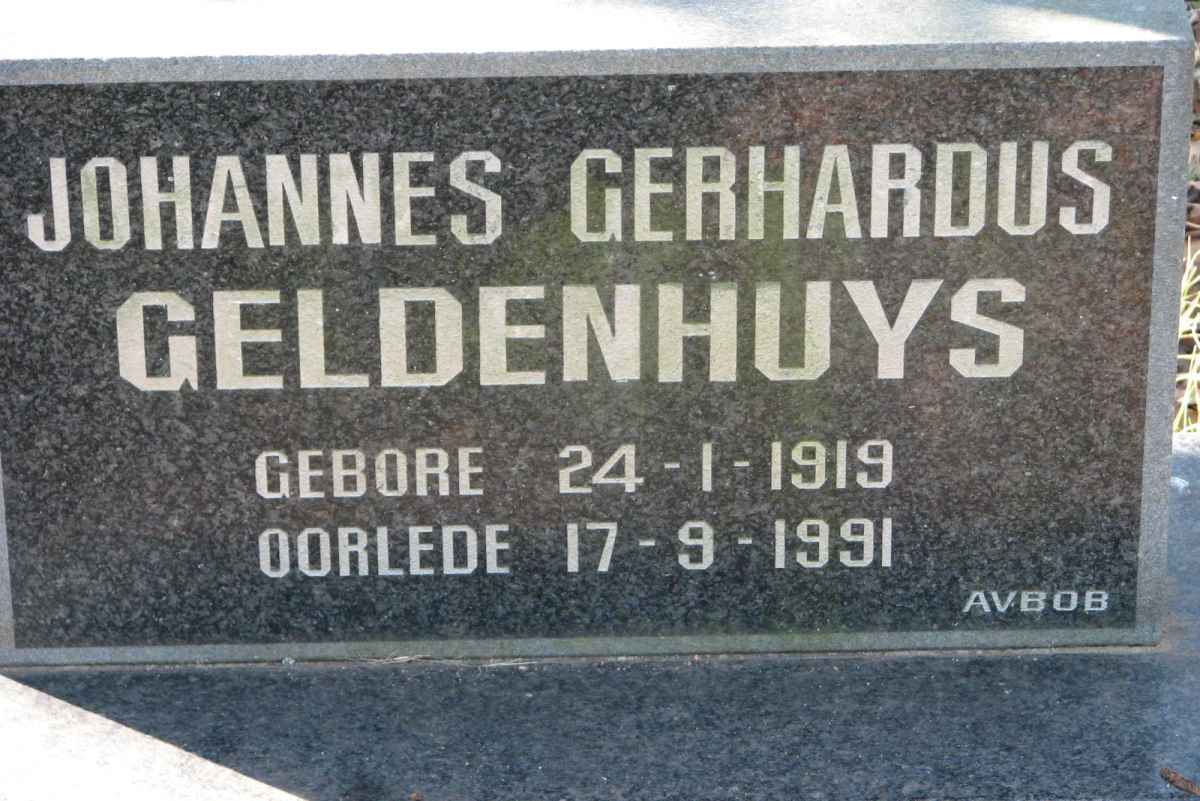 JOHANNES GERHARDUS
GELDENHUYS
GEBORE 24-1-1919
OORLEDE 17-9-1991
AVBOB